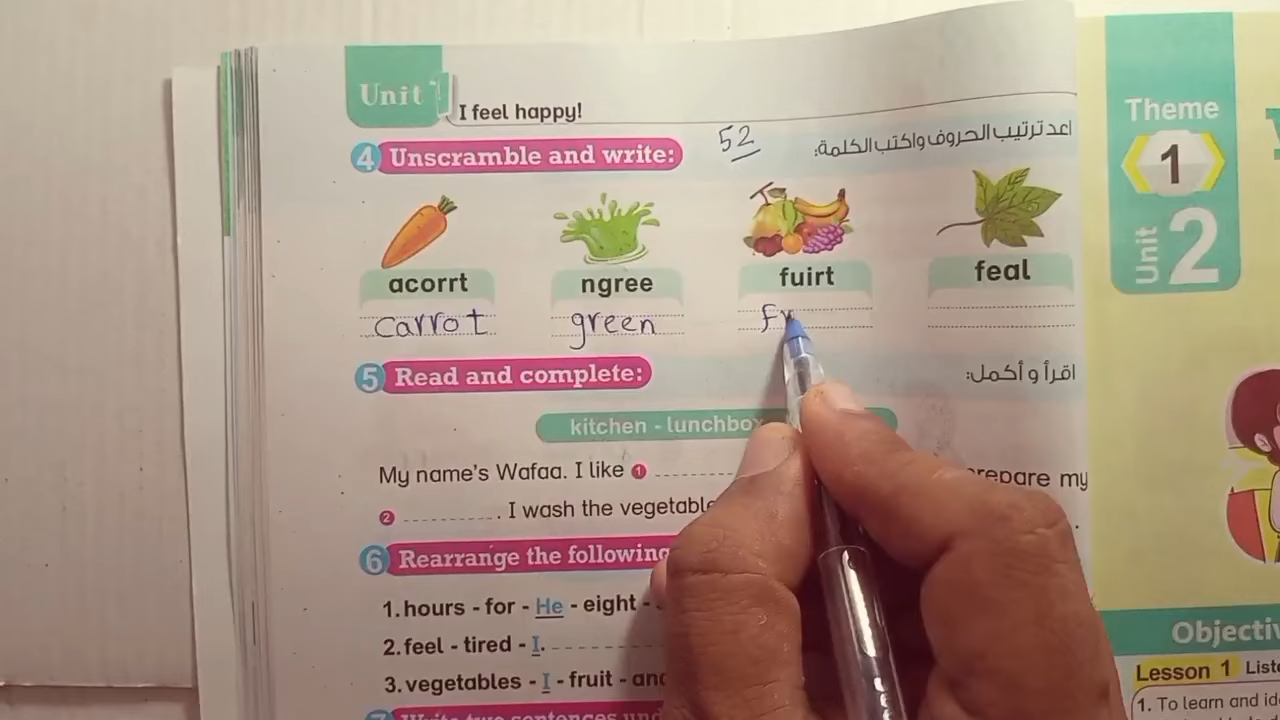 Unit 1
I feel happy!
52
4 Unscramble and write:
اعد ترتيب الحروف واكتب الكلمة:
acorrt ngree fuirt feal
carrot green fr
5 Read and complete:
اقرأ و أكمل:
kitchen - lunchbox
My name's Wafaa. I like 1 prepare my
2 . I wash the vegetable
6 Rearrange the following
1. hours - for - He - eight -
2. feel - tired - I.
3. vegetables - I - fruit - and
Theme
1
Unit 2
Lesson 1
1. To learn and